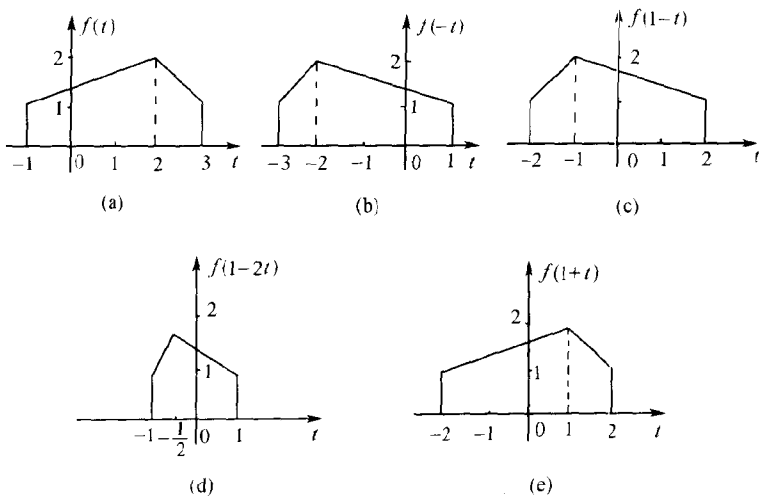 f(t)
2
1
-1 0 1 2 3 t
(a)
f(-t)
2
1
-3 -2 -1 0 1 t
(b)
f(1-t)
2
-2 -1 0 1 2 t
(c)
f(1-2t)
2
1
-1 -1/2 0 1 t
(d)
f(1+t)
2
1
-2 -1 0 1 2 t
(e)